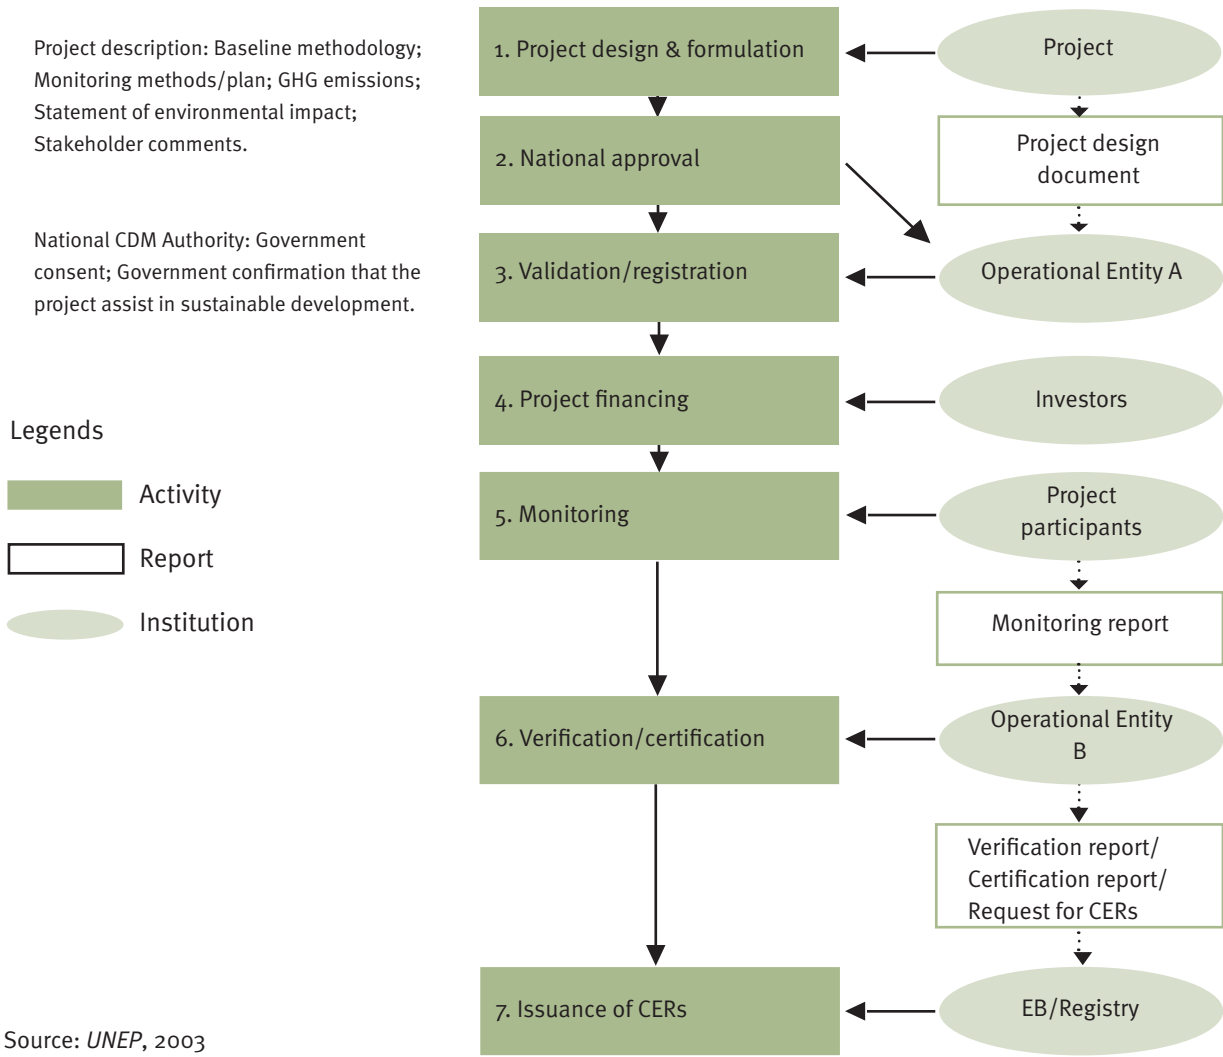 Project description: Baseline methodology;
Monitoring methods/plan; GHG emissions;
Statement of environmental impact;
Stakeholder comments.
National CDM Authority: Government
consent; Government confirmation that the
project assist in sustainable development.
Legends
Activity
Report
Institution
1. Project design & formulation
2. National approval
3. Validation/registration
4. Project financing
5. Monitoring
6. Verification/certification
7. Issuance of CERs
Project
Project design
document
Operational Entity A
Investors
Project
participants
Monitoring report
Operational Entity
B
Verification report/
Certification report/
Request for CERs
EB/Registry
Source: UNEP, 2003